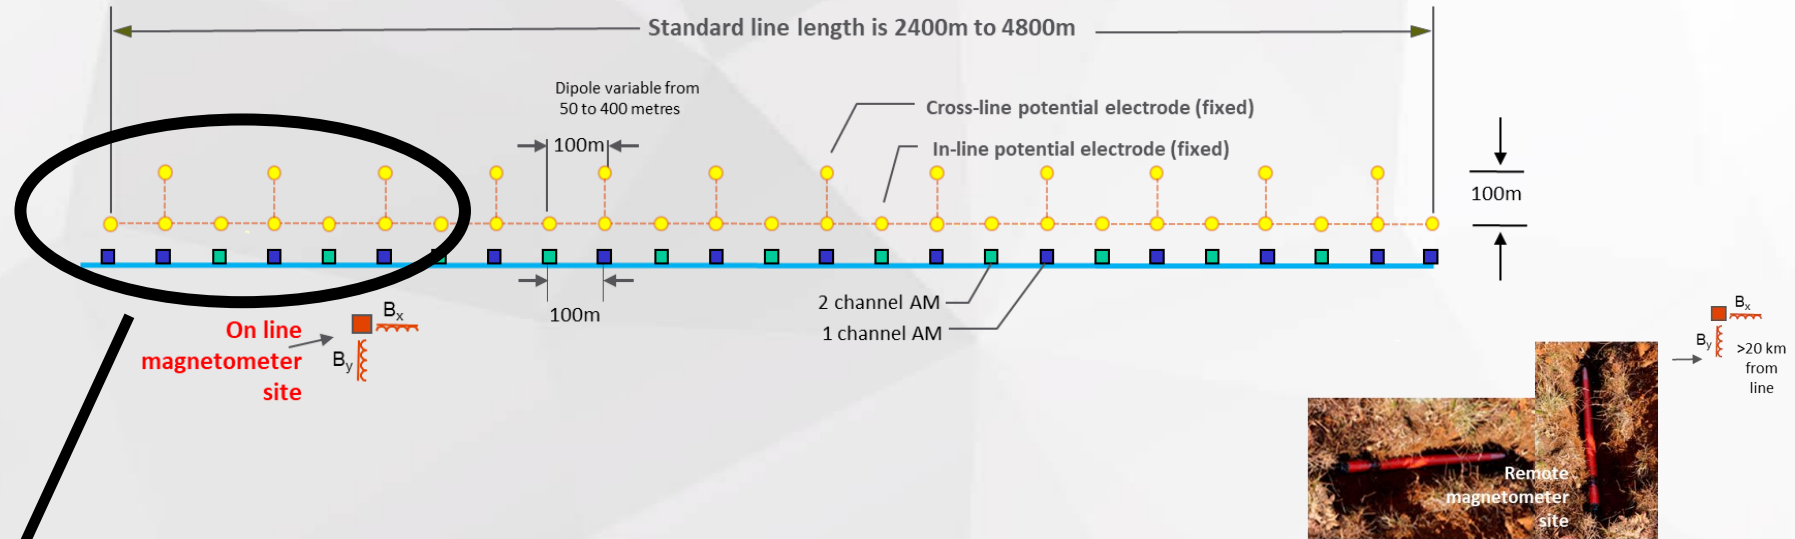 Standard line length is 2400m to 4800m
Dipole variable from
50 to 400 metres
100m
Cross-line potential electrode (fixed)
In-line potential electrode (fixed)
100m
100m
2 channel AM
1 channel AM
On line
magnetometer
site
Bx
By
Bx
By
>20 km
from
line
Remote
magnetometer
site